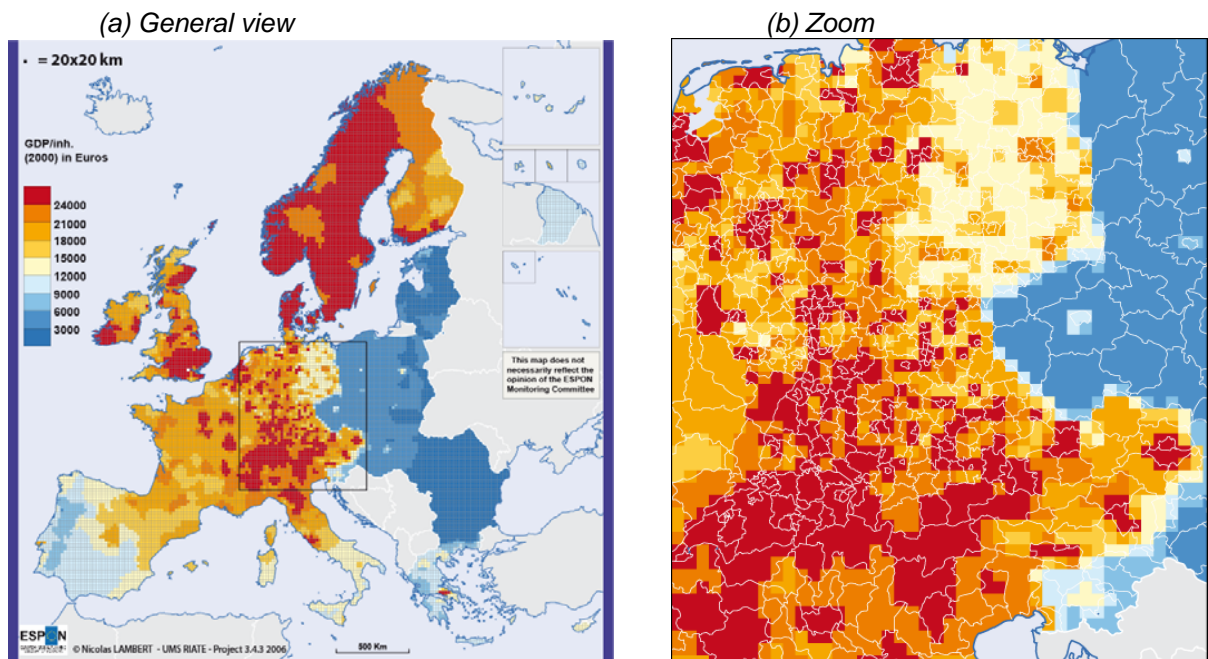 (a) General view
(b) Zoom
▪ = 20x20 km
GDP/inh.
(2000) in Euros
24000
21000
18000
15000
12000
9000
6000
3000
This map does not
necessarily reflect the
opinion of the ESPON
Monitoring Committee
ESPON
© Nicolas LAMBERT - UMS RIATE - Project 3.4.3 2006
500 Km